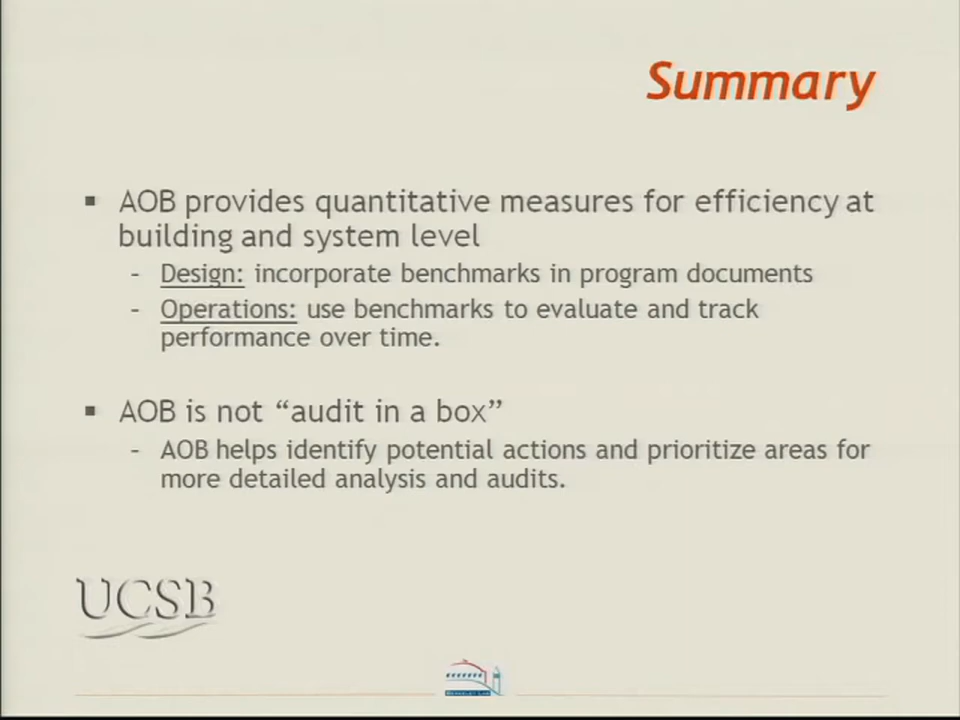 Summary
▪ AOB provides quantitative measures for efficiency at
building and system level
- Design: incorporate benchmarks in program documents
- Operations: use benchmarks to evaluate and track
performance over time.
▪ AOB is not “audit in a box”
- AOB helps identify potential actions and prioritize areas for
more detailed analysis and audits.
UCSB
BERKELEY LAB